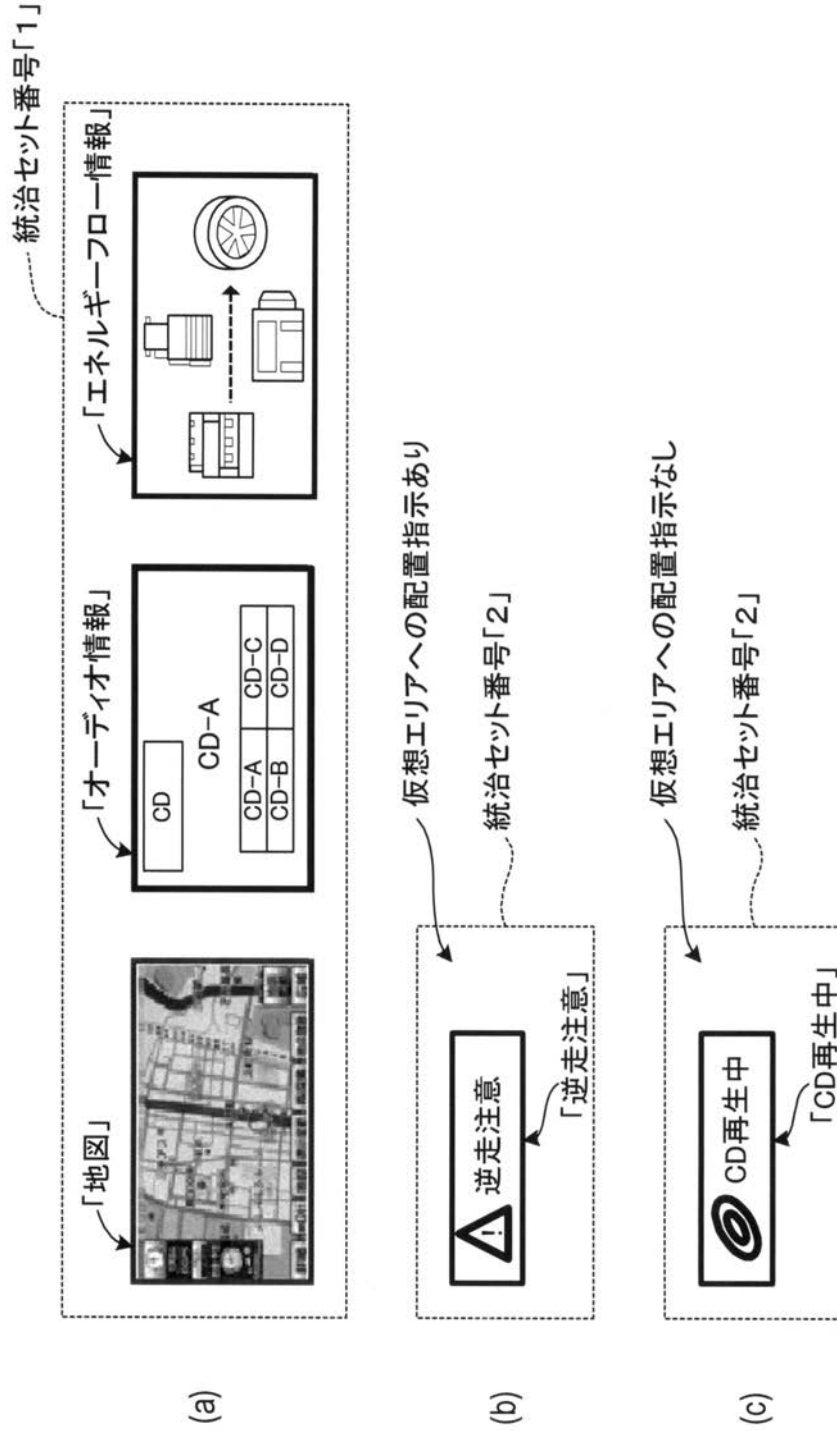 統治セット番号「1」
(a)
「地図」
「オーディオ情報」
「エネルギーフロー情報」
CD
CD-A
CD-A
CD-C
CD-B
CD-D
(b)
仮想エリアへの配置指示あり
統治セット番号「2」
逆走注意
「逆走注意」
(c)
仮想エリアへの配置指示なし
統治セット番号「2」
CD再生中
「CD再生中」